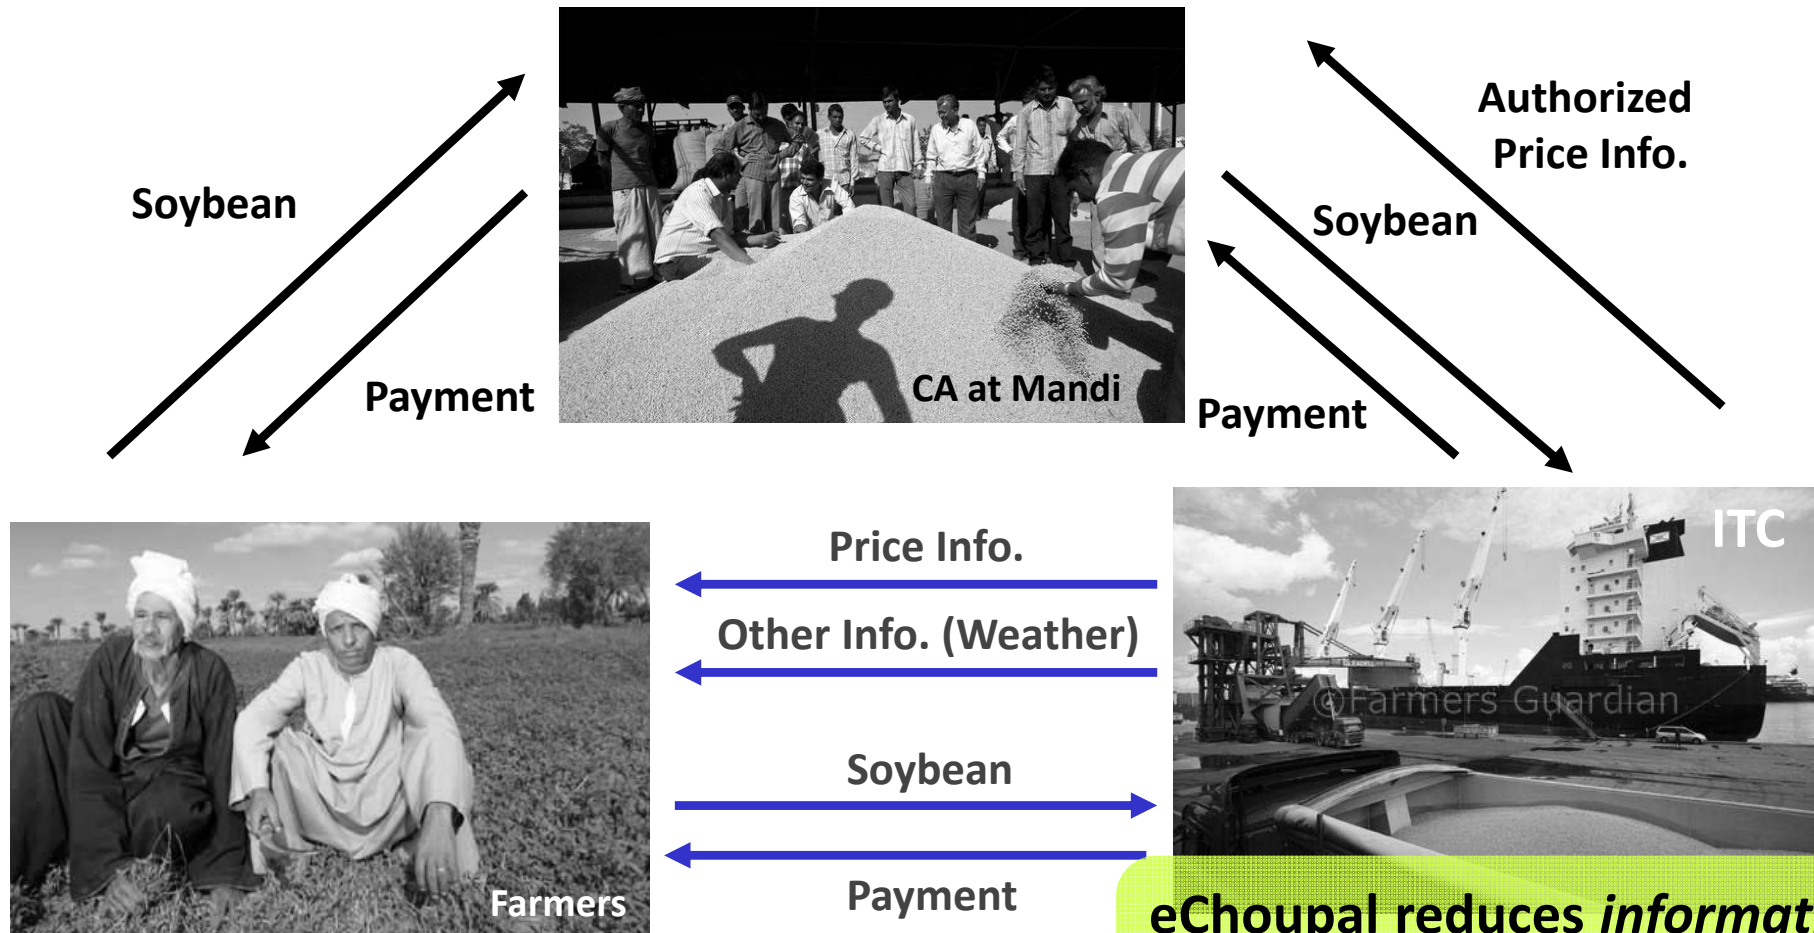 Authorized
Price Info.
Soybean
Soybean
Payment
CA at Mandi
Payment
ITC
Price Info.
Other Info. (Weather)
©Farmers Guardian
Soybean
Payment
Farmers
eChoupal reduces informat